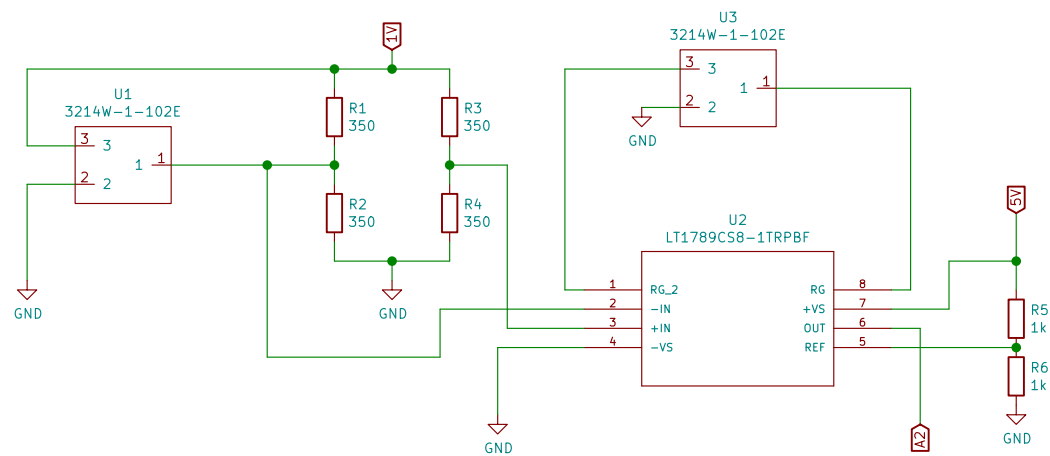 1V
U1
3214W-1-102E
3
3
2
2
1
1
GND
R1
350
R2
350
R3
350
R4
350
GND
U3
3214W-1-102E
3
3
2
2
1
1
GND
U2
LT1789CS8-1TRPBF
1
RG_2
2
-IN
3
+IN
4
-VS
RG
8
+VS
7
OUT
6
REF
5
GND
5V
R5
1k
R6
1k
GND
A2